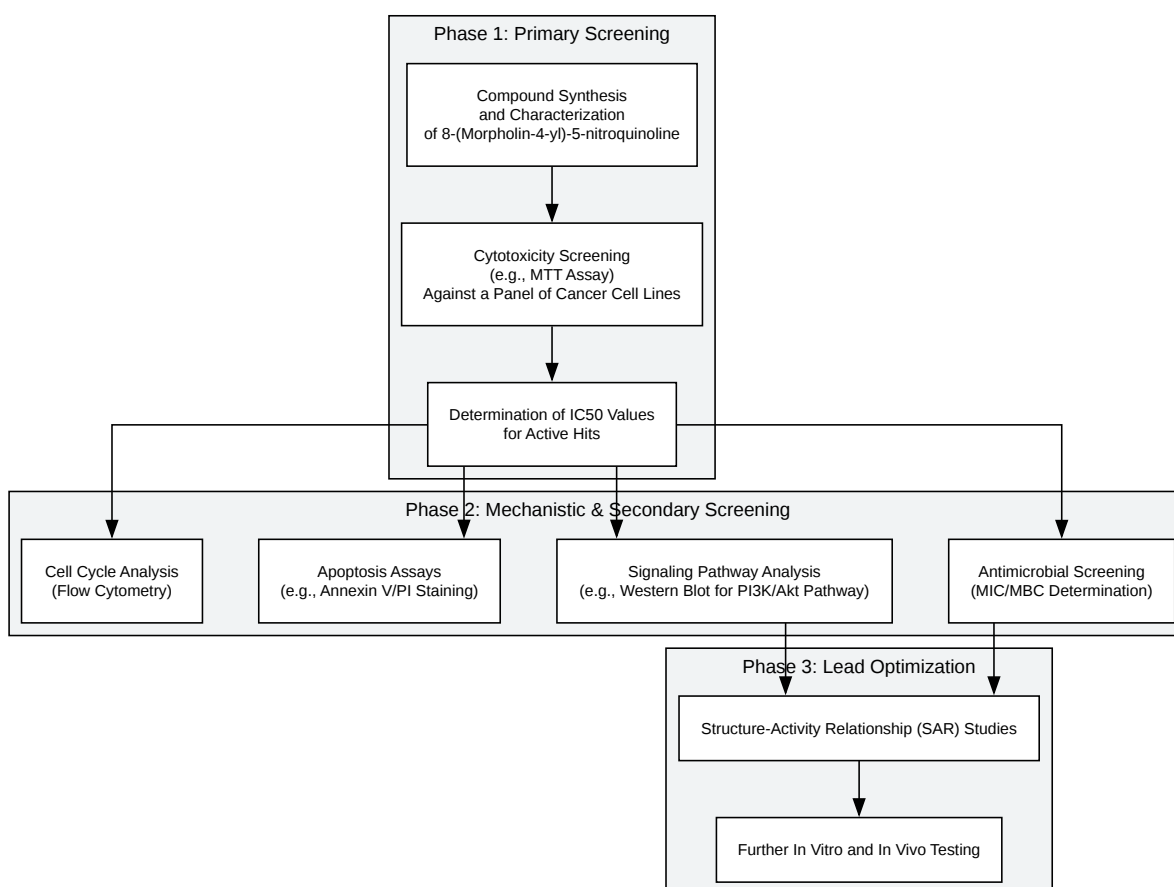 Phase 1: Primary Screening
Compound Synthesis
and Characterization
of 8-(Morpholin-4-yl)-5-nitroquinoline
Cytotoxicity Screening
(e.g., MTT Assay)
Against a Panel of Cancer Cell Lines
Determination of IC50 Values
for Active Hits
Phase 2: Mechanistic & Secondary Screening
Cell Cycle Analysis
(Flow Cytometry)
Apoptosis Assays
(e.g., Annexin V/PI Staining)
Signaling Pathway Analysis
(e.g., Western Blot for PI3K/Akt Pathway)
Antimicrobial Screening
(MIC/MBC Determination)
Phase 3: Lead Optimization
Structure-Activity Relationship (SAR) Studies
Further In Vitro and In Vivo Testing